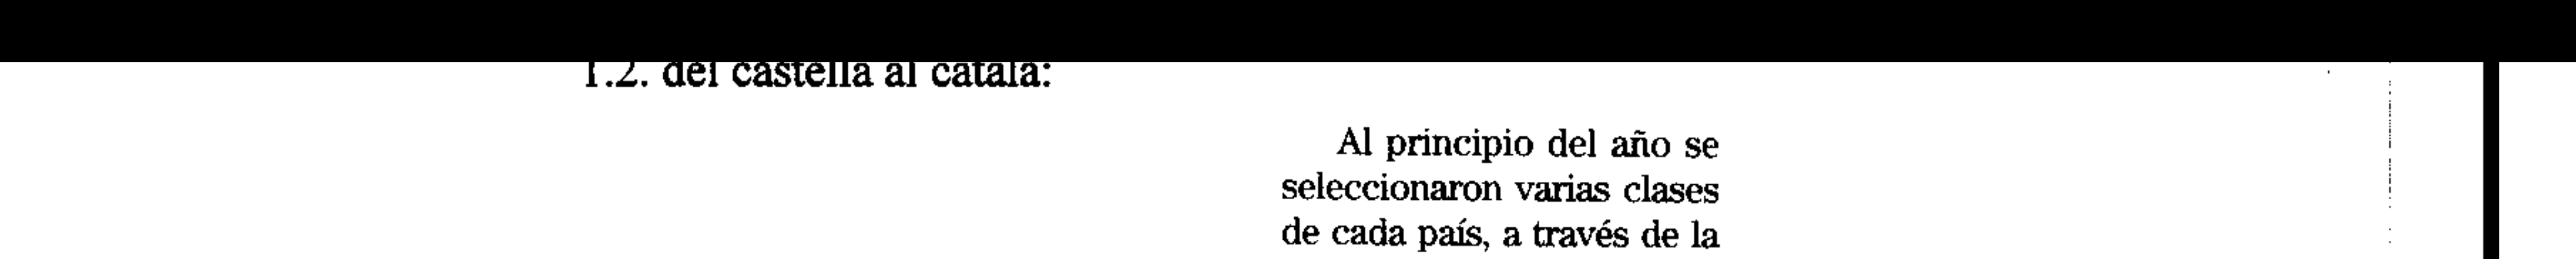 1.2. del castellà al català:
Al principio del año se
seleccionaron varias clases
de cada país, a través de la